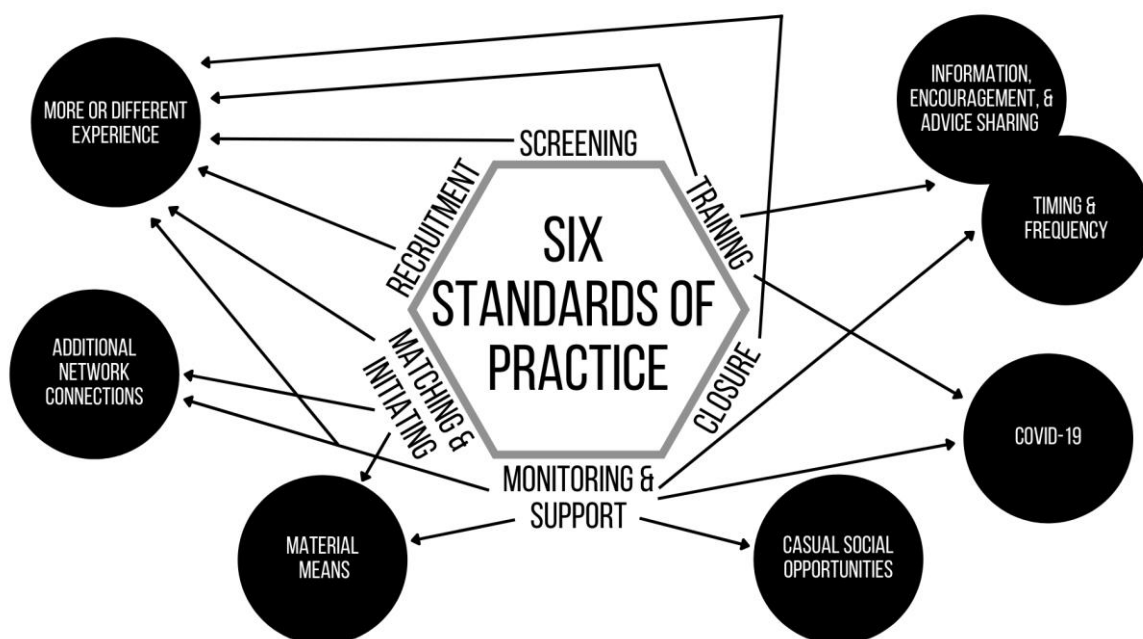 MORE OR DIFFERENT
EXPERIENCE
SCREENING
INFORMATION,
ENCOURAGEMENT, &
ADVICE SHARING
TIMING &
FREQUENCY
RECRUITMENT
TRAINING
SIX
STANDARDS OF
PRACTICE
ADDITIONAL
NETWORK
CONNECTIONS
MATCHING &
INITIATING
CLOSURE
COVID-19
MONITORING &
SUPPORT
MATERIAL
MEANS
CASUAL SOCIAL
OPPORTUNITIES